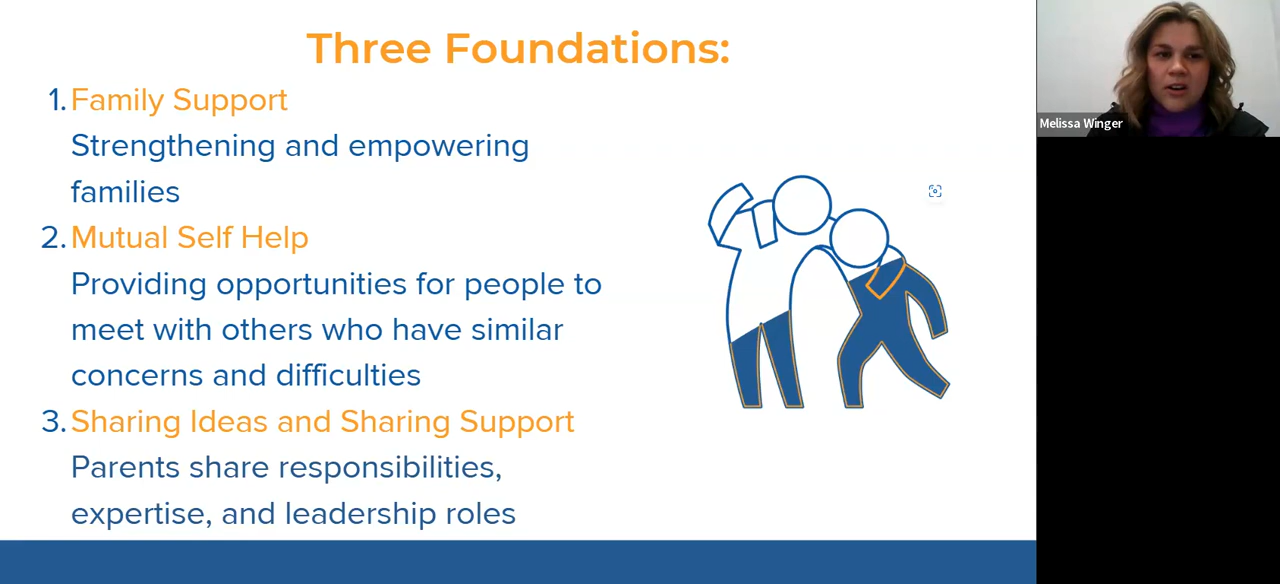 Three Foundations:
1. Family Support
Strengthening and empowering
families
2. Mutual Self Help
Providing opportunities for people to
meet with others who have similar
concerns and difficulties
3. Sharing Ideas and Sharing Support
Parents share responsibilities,
expertise, and leadership roles
Melissa Winger